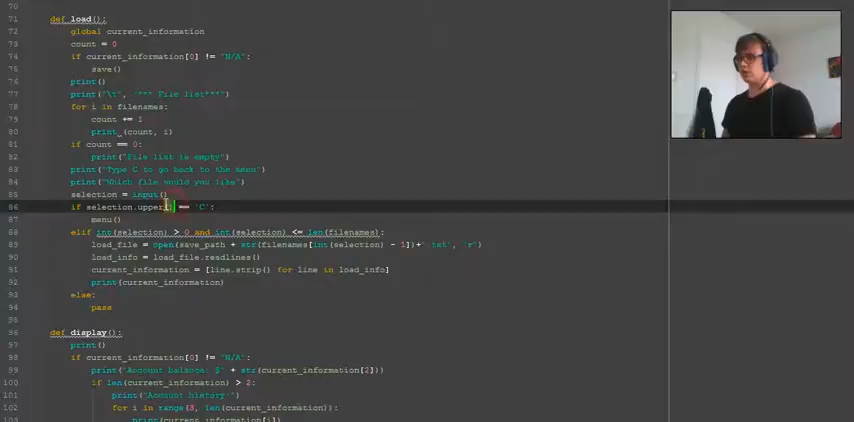 70
71 def load():
72 global current_information
73 count = 0
74 if current_information[0] != "N/A":
75 save()
76 print()
77 print("\t", "*** File list***")
78 for i in filenames:
79 count += 1
80 print (count, i)
81 if count == 0:
82 print("File list is empty")
83 print("Type C to go back to the menu")
84 print("Which file would you like")
85 selection = input()
86 if selection.upper() == 'C':
87 menu()
88 elif int(selection) > 0 and int(selection) <= len(filenames):
89 load_file = open(save_path + str(filenames[int(selection) - 1])+".txt", 'r')
90 load_info = load_file.readlines()
91 current_information = [line.strip() for line in load_info]
92 print(current_information)
93 else:
94 pass
95
96 def display():
97 print()
98 if current_information[0] != "N/A":
99 print("Account balance: $" + str(current_information[2]))
100 if len(current_information) > 2:
101 print("Account history:")
102 for i in range(3, len(current_information):
103 print(current_information[i])